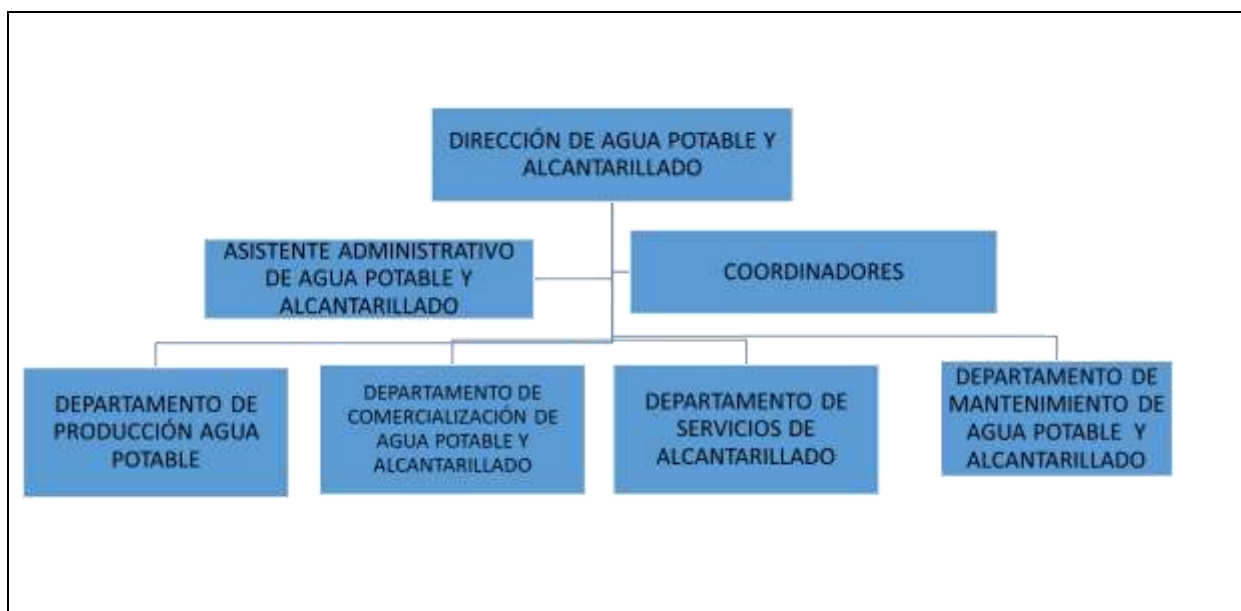 DIRECCIÓN DE AGUA POTABLE Y
ALCANTARILLADO
ASISTENTE ADMINISTRATIVO
DE AGUA POTABLE Y
ALCANTARILLADO
COORDINADORES
DEPARTAMENTO DE
PRODUCCIÓN AGUA
POTABLE
DEPARTAMENTO DE
COMERCIALIZACIÓN DE
AGUA POTABLE Y
ALCANTARILLADO
DEPARTAMENTO DE
SERVICIOS DE
ALCANTARILLADO
DEPARTAMENTO DE
MANTENIMIENTO DE
AGUA POTABLE Y
ALCANTARILLADO